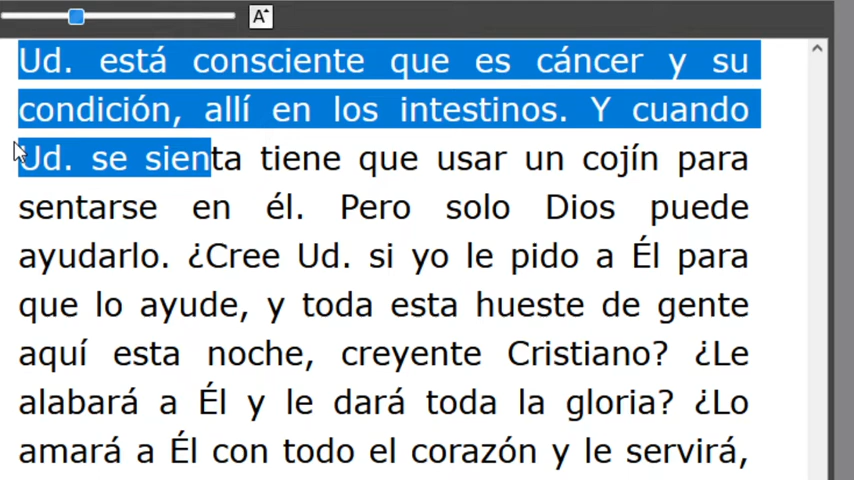 A
Ud. está consciente que es cáncer y su
condición, allí en los intestinos. Y cuando
Ud. se sienta tiene que usar un cojín para
sentarse en él. Pero solo Dios puede
ayudarlo. ¿Cree Ud. si yo le pido a Él para
que lo ayude, y toda esta hueste de gente
aquí esta noche, creyente Cristiano? ¿Le
alabará a Él y le dará toda la gloria? ¿Lo
amará a Él con todo el corazón y le servirá,